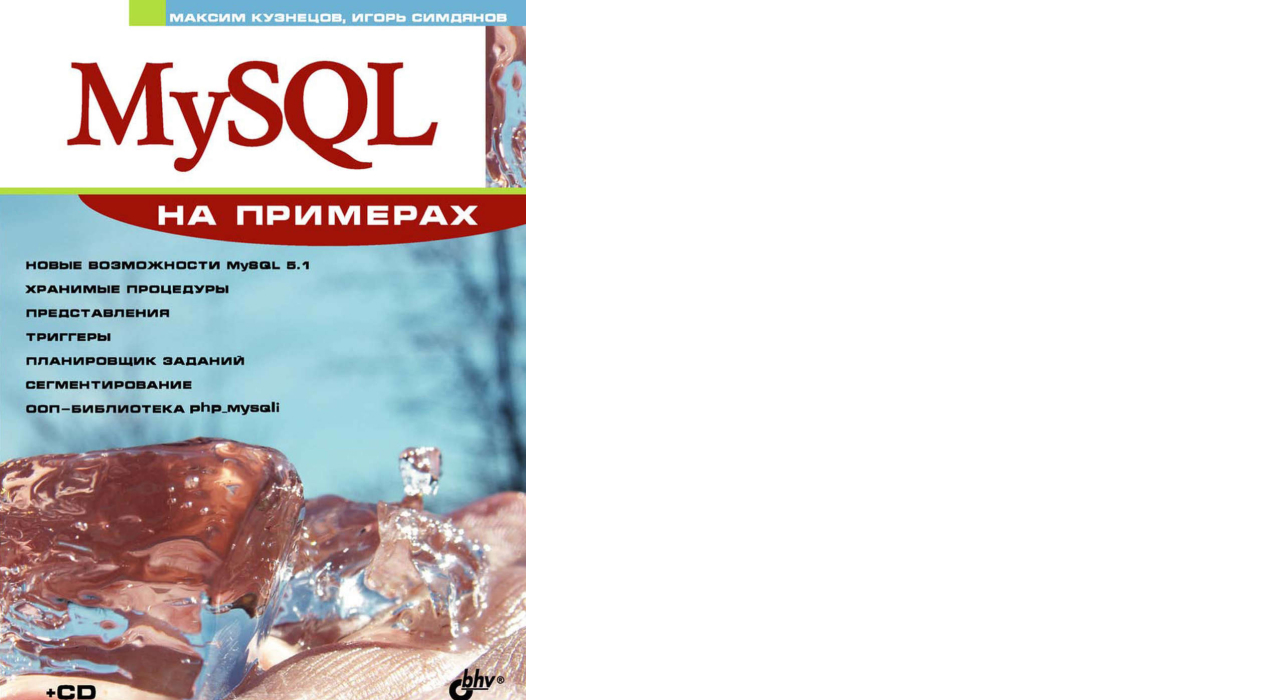 МАКСИМ КУЗНЕЦОВ, ИГОРЬ СИМДЯНОВ
MySQL
НА ПРИМЕРАХ
НОВЫЕ ВОЗМОЖНОСТИ MySQL 5.1
ХРАНИМЫЕ ПРОЦЕДУРЫ
ПРЕДСТАВЛЕНИЯ
ТРИГГЕРЫ
ПЛАНИРОВЩИК ЗАДАНИЙ
СЕГМЕНТИРОВАНИЕ
ООП-БИБЛИОТЕКА php_mysqli
+CD
bhv®